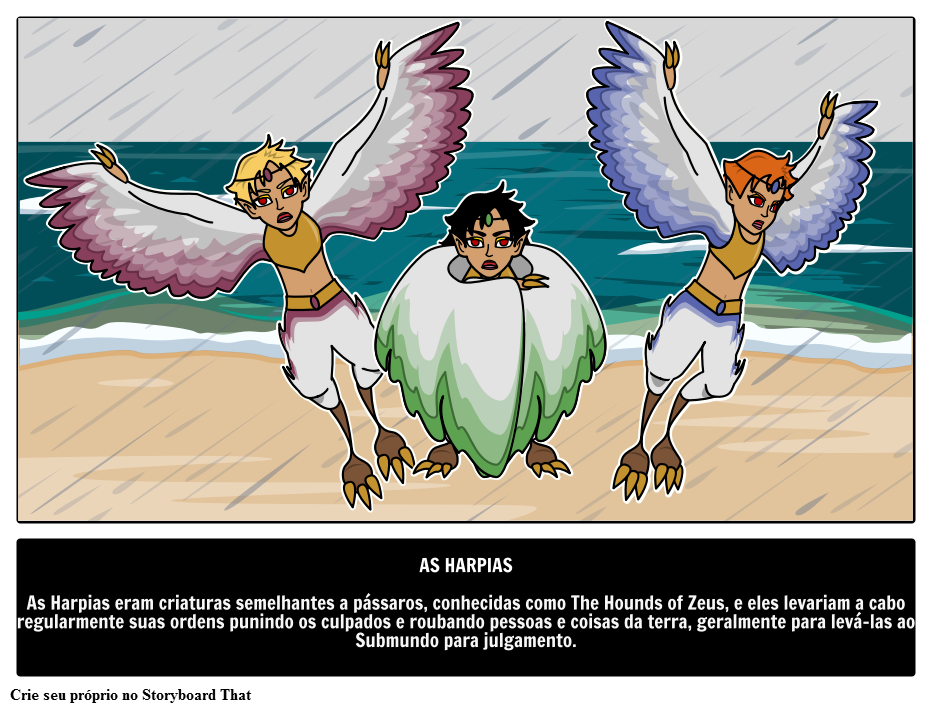 AS HARPIAS
As Harpias eram criaturas semelhantes a pássaros, conhecidas como The Hounds of Zeus, e eles levariam a cabo
regularmente suas ordens punindo os culpados e roubando pessoas e coisas da terra, geralmente para levá-las ao
Submundo para julgamento.
Crie seu próprio no Storyboard That